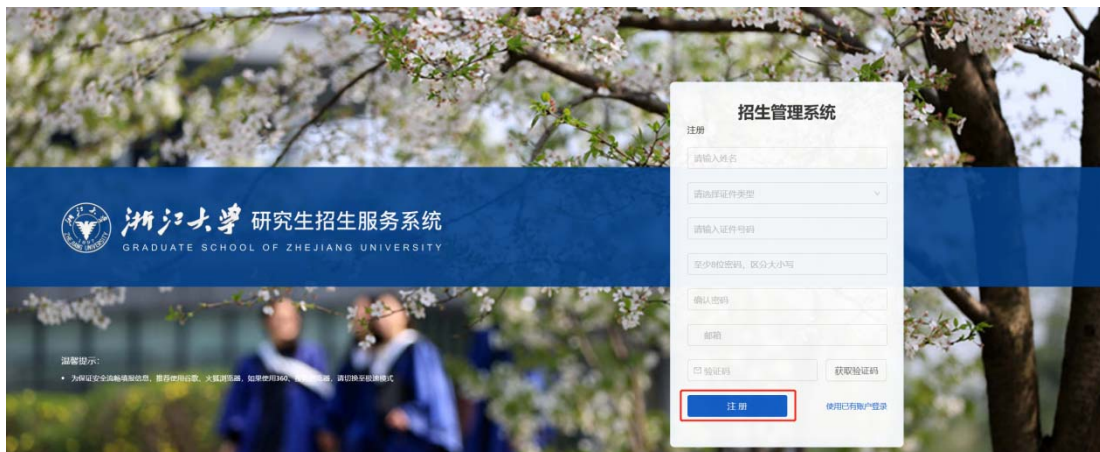 招生管理系统
注册
请输入姓名
请选择证件类型
请输入证件号码
至少8位密码，区分大小写
确认密码
邮箱
验证码 获取验证码
注册 使用已有账户登录
浙江大学 研究生招生服务系统
GRADUATE SCHOOL OF ZHEJIANG UNIVERSITY
温馨提示：
• 为保证安全流畅填报信息，推荐使用谷歌、火狐浏览器，如果使用360、浏览器，请切换至极速模式